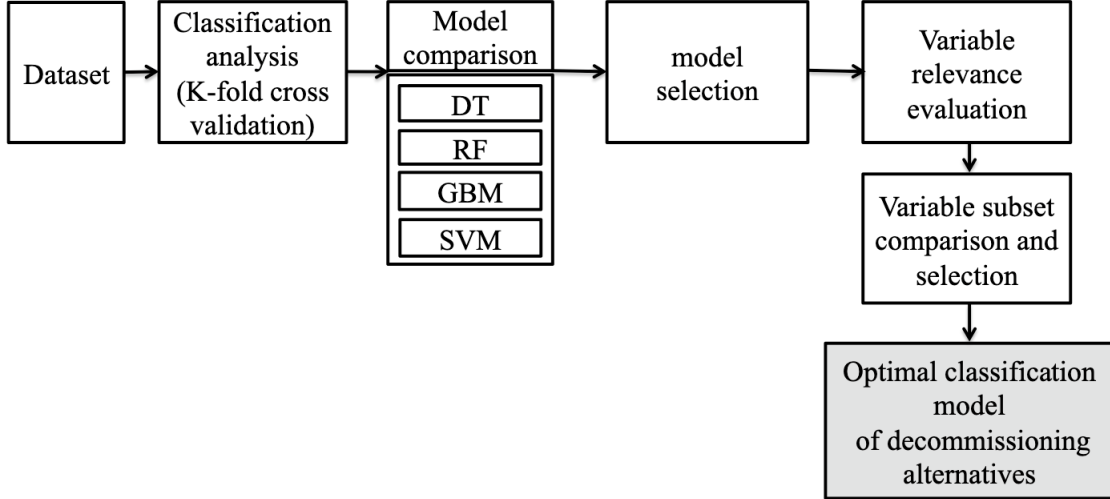 Dataset
Classification
analysis
(K-fold cross
validation)
Model
comparison
DT
RF
GBM
SVM
model
selection
Variable
relevance
evaluation
Variable subset
comparison and
selection
Optimal classification
model
of decommissioning
alternatives